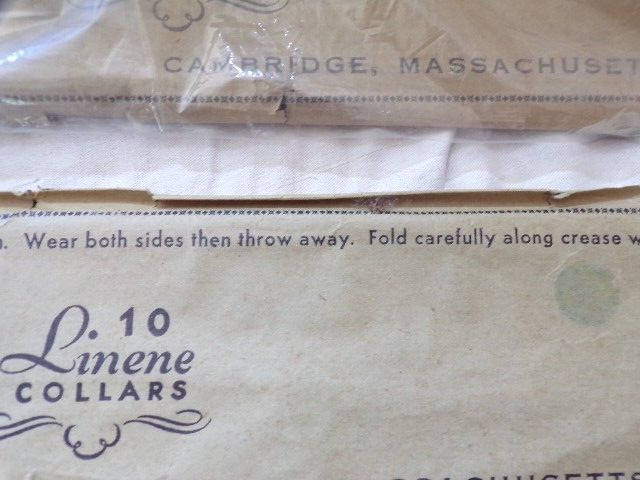 CAMBRIDGE, MASSACHUSET
. Wear both sides then throw away. Fold carefully along crease
10
Linene
COLLARS